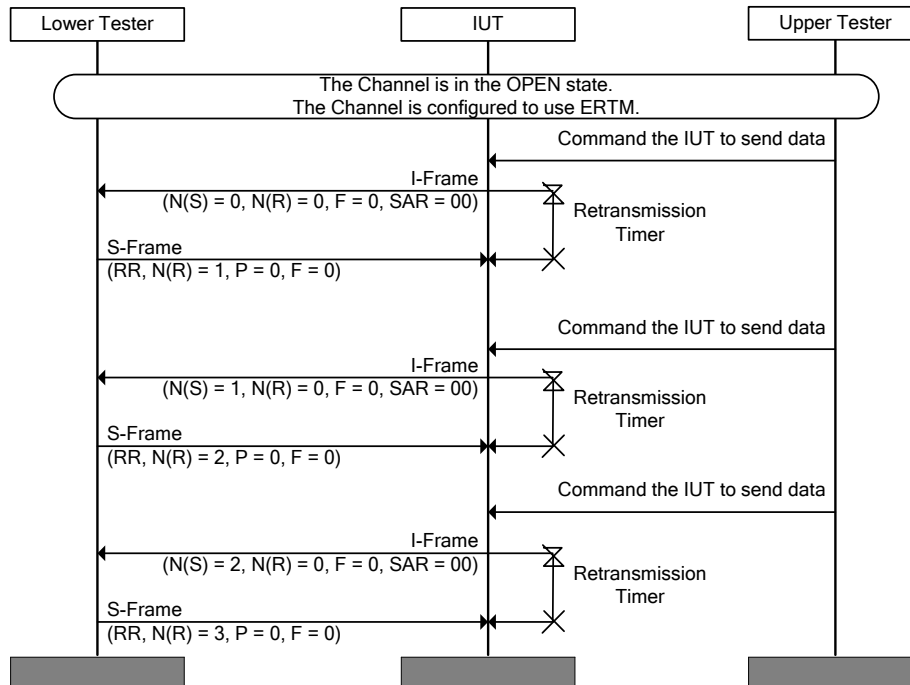 Lower Tester
IUT
Upper Tester
The Channel is in the OPEN state.
The Channel is configured to use ERTM.
Command the IUT to send data
I-Frame
(N(S) = 0, N(R) = 0, F = 0, SAR = 00)
Retransmission
Timer
S-Frame
(RR, N(R) = 1, P = 0, F = 0)
Command the IUT to send data
I-Frame
(N(S) = 1, N(R) = 0, F = 0, SAR = 00)
Retransmission
Timer
S-Frame
(RR, N(R) = 2, P = 0, F = 0)
Command the IUT to send data
I-Frame
(N(S) = 2, N(R) = 0, F = 0, SAR = 00)
Retransmission
Timer
S-Frame
(RR, N(R) = 3, P = 0, F = 0)